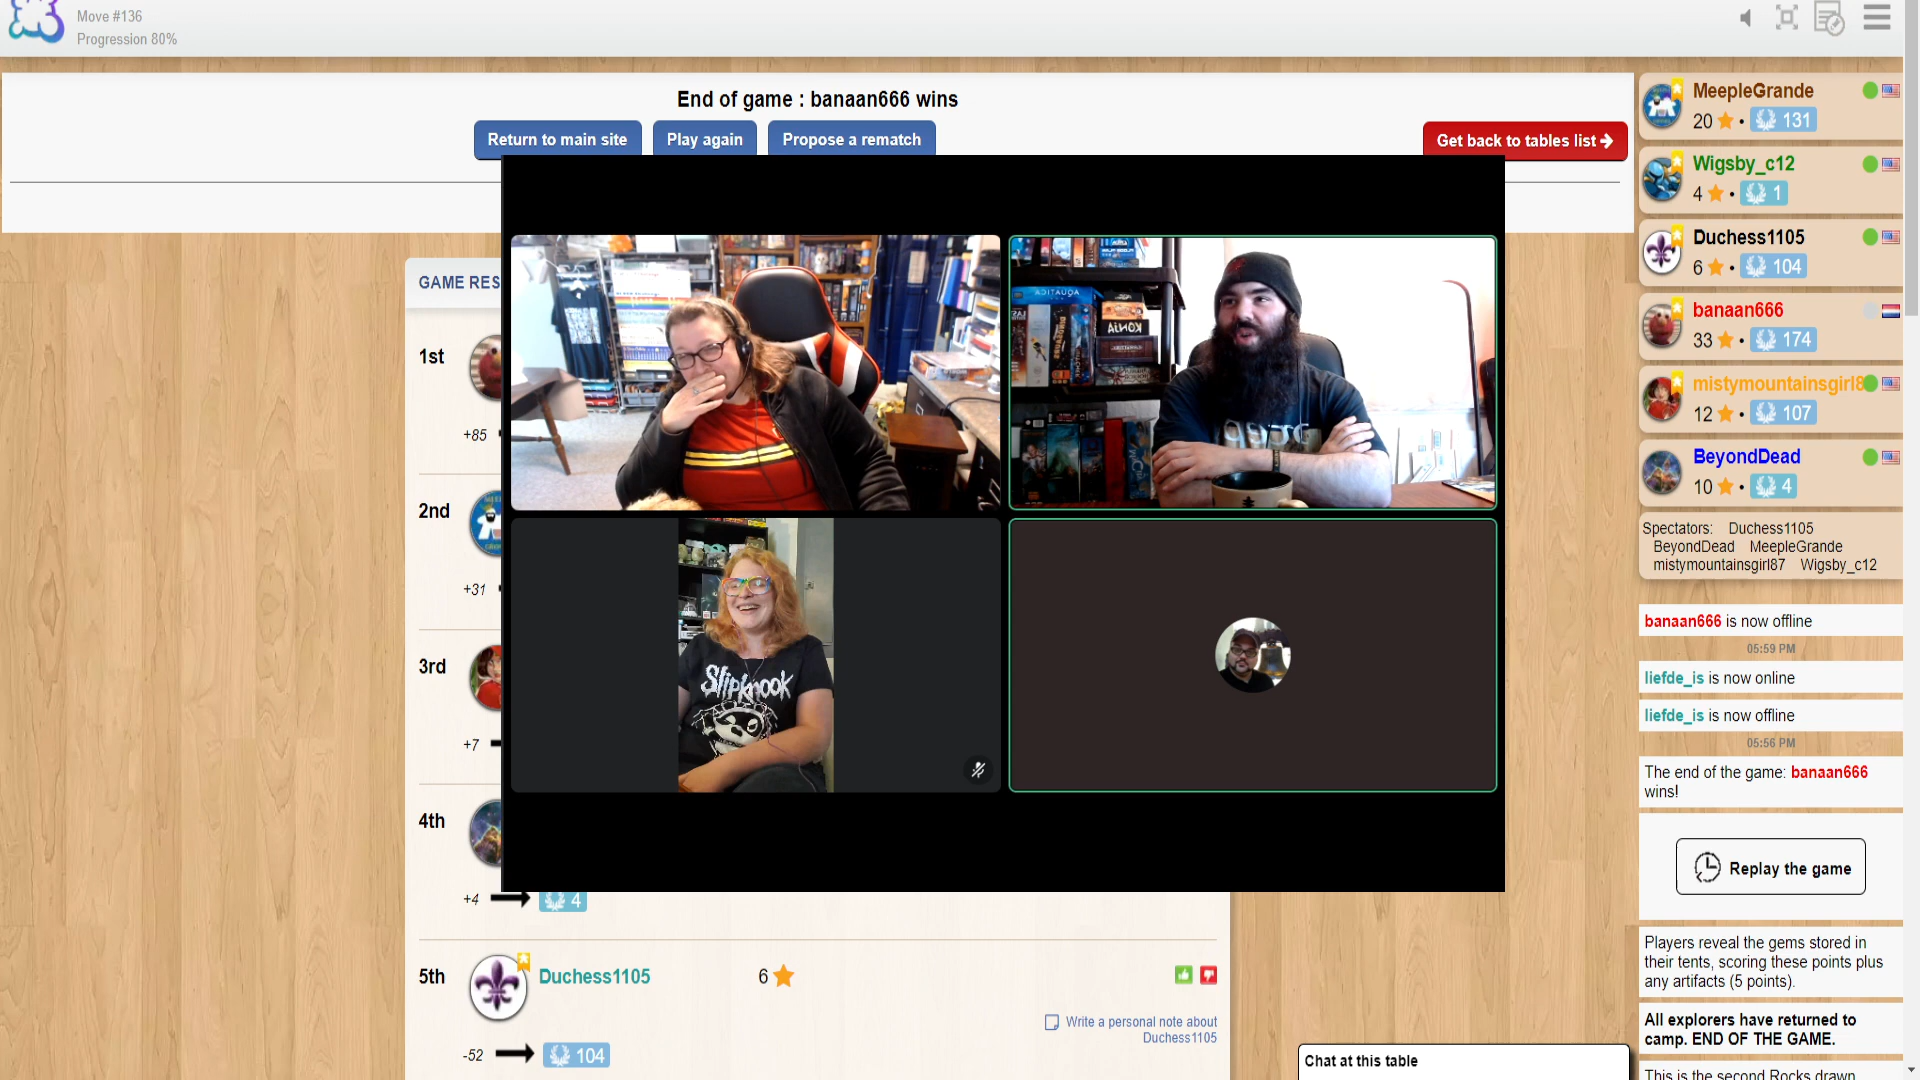 Move #136
Progression 80%
End of game : banaan666 wins
Return to main site
Play again
Propose a rematch
Get back to tables list
GAME RES
1st
+85
2nd
+31
3rd
+7
4th
+4
4
5th
Duchess1105
6
Write a personal note about
Duchess1105
-52
104
AQUATICA
KONJA
Slipknook
MeepleGrande
20 • 131
Wigsby_c12
4 • 1
Duchess1105
6 • 104
banaan666
33 • 174
mistymountainsgirl8
12 • 107
BeyondDead
10 • 4
Spectators: Duchess1105
BeyondDead MeepleGrande
mistymountainsgirl87 Wigsby_c12
banaan666 is now offline
05:59 PM
liefde_is is now online
liefde_is is now offline
05:56 PM
The end of the game: banaan666
wins!
Replay the game
Players reveal the gems stored in
their tents, scoring these points plus
any artifacts (5 points).
All explorers have returned to
camp. END OF THE GAME.
This is the second Rocks drawn
Chat at this table